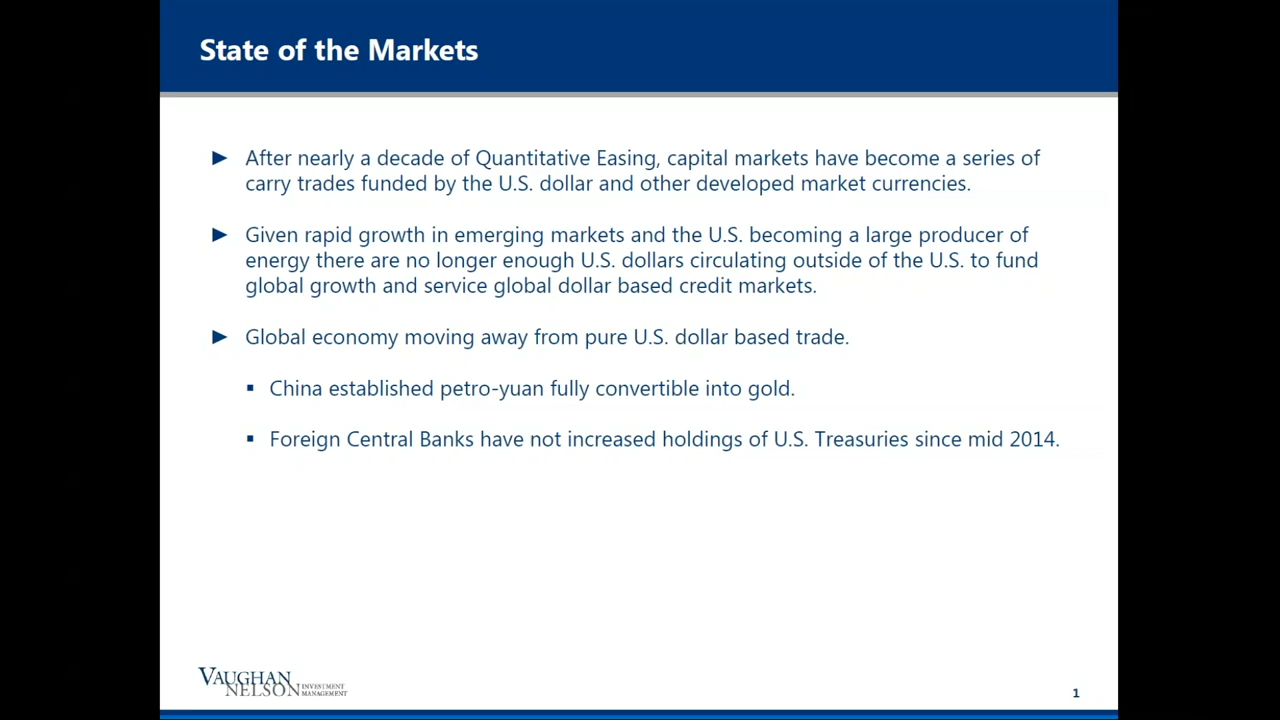 State of the Markets
► After nearly a decade of Quantitative Easing, capital markets have become a series of
carry trades funded by the U.S. dollar and other developed market currencies.
► Given rapid growth in emerging markets and the U.S. becoming a large producer of
energy there are no longer enough U.S. dollars circulating outside of the U.S. to fund
global growth and service global dollar based credit markets.
► Global economy moving away from pure U.S. dollar based trade.
▪ China established petro-yuan fully convertible into gold.
▪ Foreign Central Banks have not increased holdings of U.S. Treasuries since mid 2014.
VAUGHAN
NELSON INVESTMENT
MANAGEMENT
1